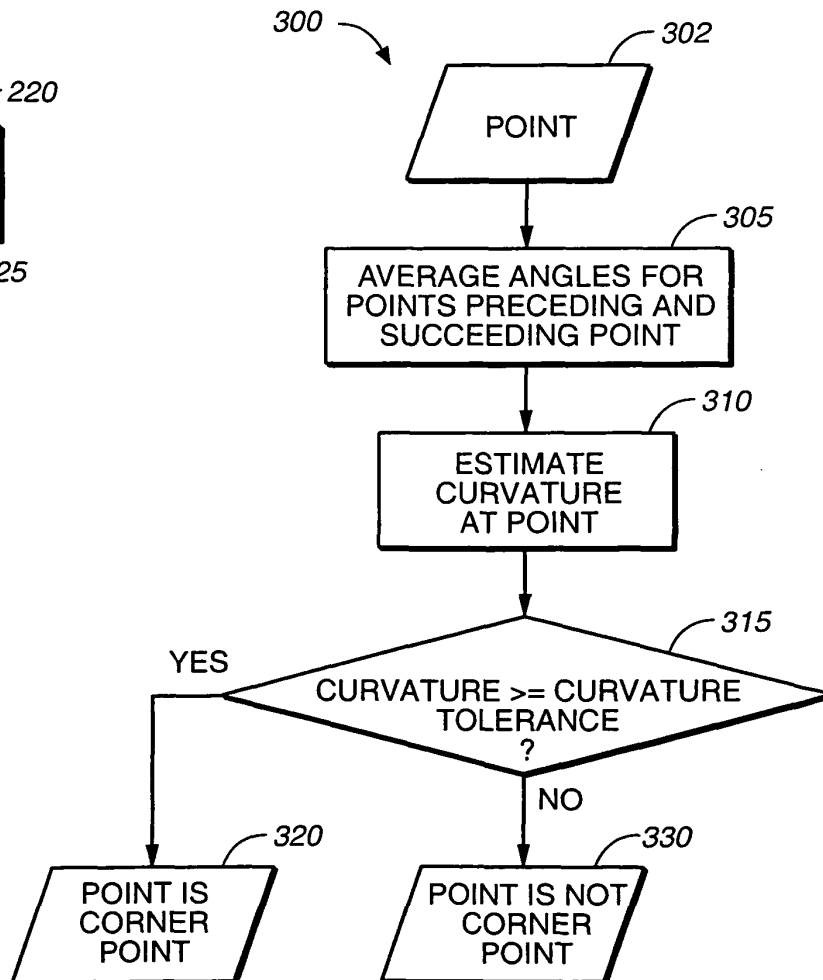 300
302
220
POINT
305
25
AVERAGE ANGLES FOR
POINTS PRECEDING AND
SUCCEEDING POINT
310
ESTIMATE
CURVATURE
AT POINT
315
YES
CURVATURE >= CURVATURE
TOLERANCE
?
NO
320
330
POINT IS
CORNER
POINT
POINT IS NOT
CORNER
POINT